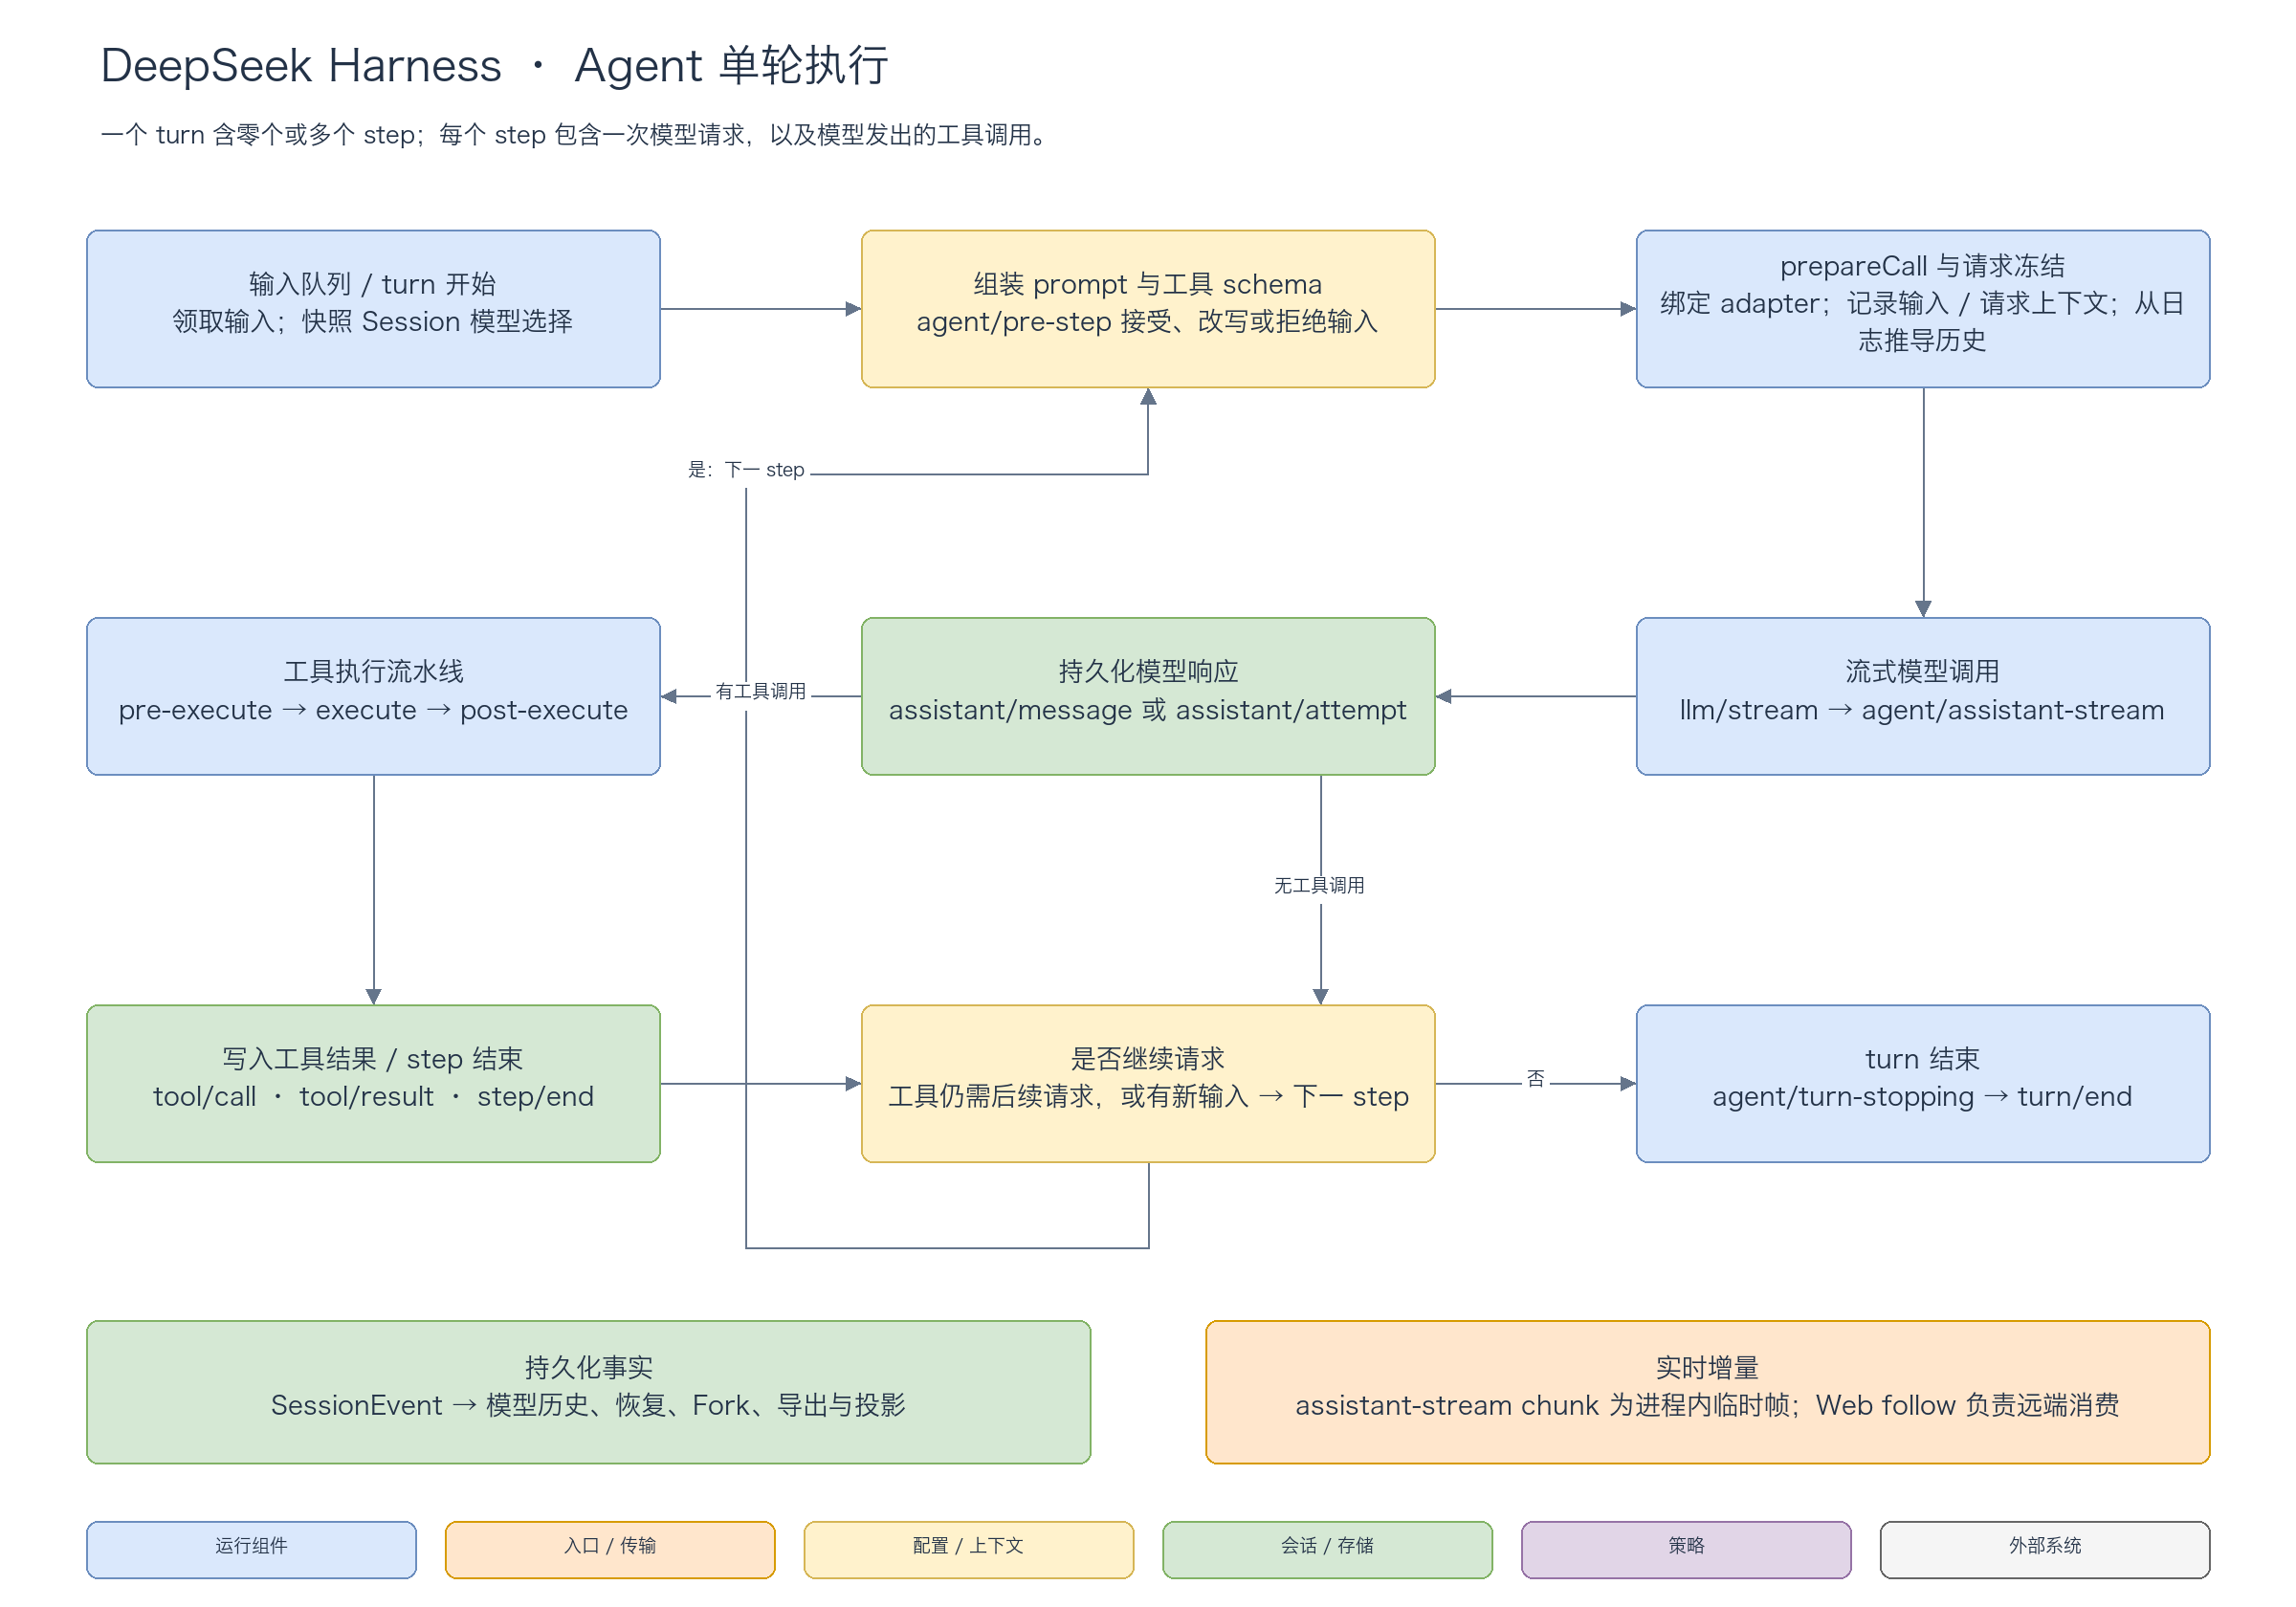 DeepSeek Harness · Agent 单轮执行
一个 turn 含零个或多个 step；每个 step 包含一次模型请求，以及模型发出的工具调用。
输入队列 / turn 开始
领取输入；快照 Session 模型选择
组装 prompt 与工具 schema
agent/pre-step 接受、改写或拒绝输入
prepareCall 与请求冻结
绑定 adapter；记录输入 / 请求上下文；从日
志推导历史
是：下一 step
工具执行流水线
pre-execute → execute → post-execute
有工具调用
持久化模型响应
assistant/message 或 assistant/attempt
流式模型调用
llm/stream → agent/assistant-stream
无工具调用
写入工具结果 / step 结束
tool/call · tool/result · step/end
是否继续请求
工具仍需后续请求，或有新输入 → 下一 step
否
turn 结束
agent/turn-stopping → turn/end
持久化事实
SessionEvent → 模型历史、恢复、Fork、导出与投影
实时增量
assistant-stream chunk 为进程内临时帧；Web follow 负责远端消费
运行组件
入口 / 传输
配置 / 上下文
会话 / 存储
策略
外部系统